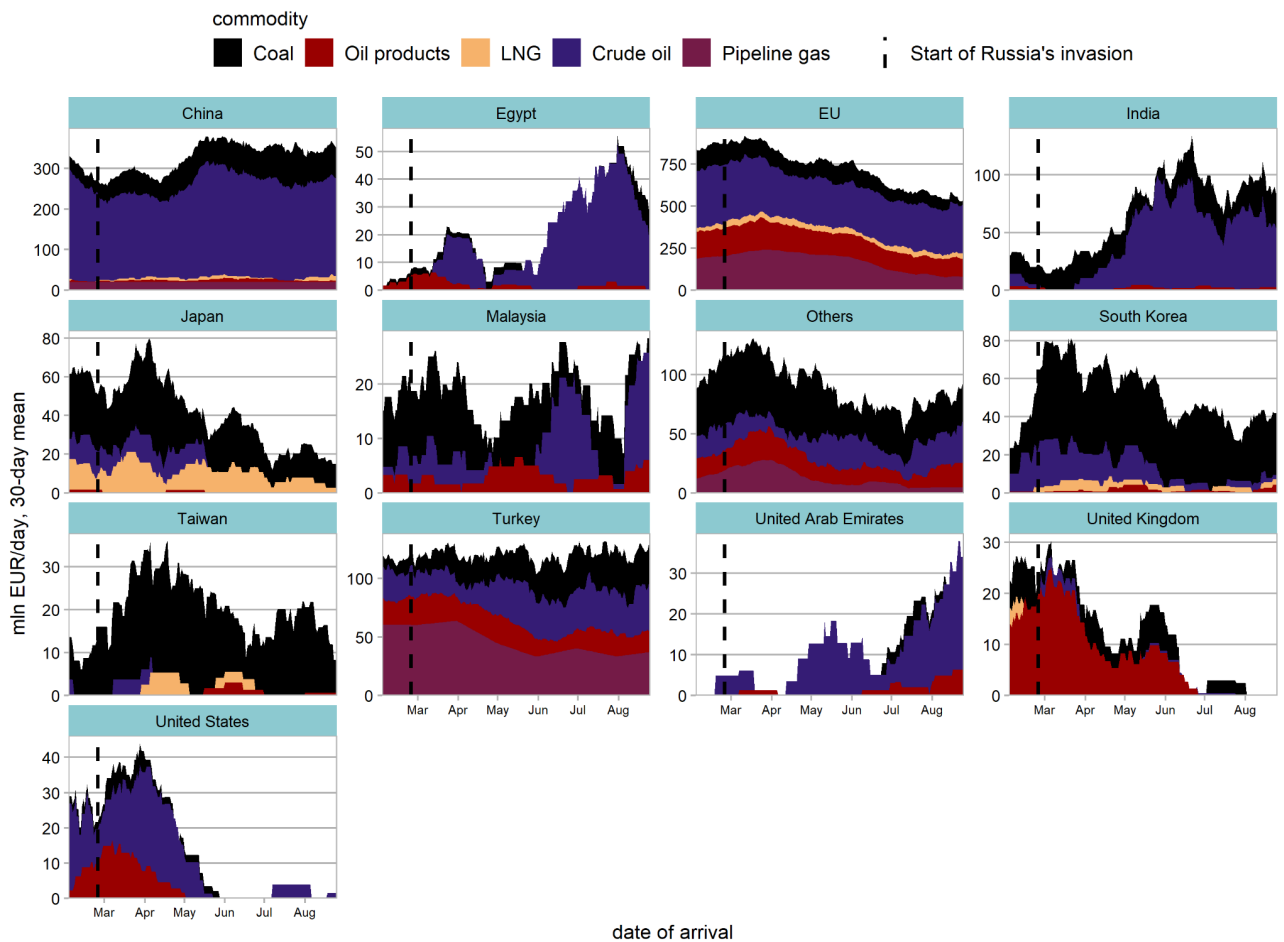 commodity
Coal Oil products LNG Crude oil Pipeline gas Start of Russia's invasion
China Egypt EU India
300 200 100 0
50 40 30 20 10 0
750 500 250 0
100 50 0
Japan Malaysia Others South Korea
80 60 40 20 0
20 10 0
100 50 0
80 60 40 20 0
Taiwan Turkey United Arab Emirates United Kingdom
30 20 10 0
100 50 0
30 20 10 0
30 20 10 0
Mar Apr May Jun Jul Aug
Mar Apr May Jun Jul Aug
Mar Apr May Jun Jul Aug
United States
40 30 20 10 0
Mar Apr May Jun Jul Aug
mln EUR/day, 30-day mean
date of arrival